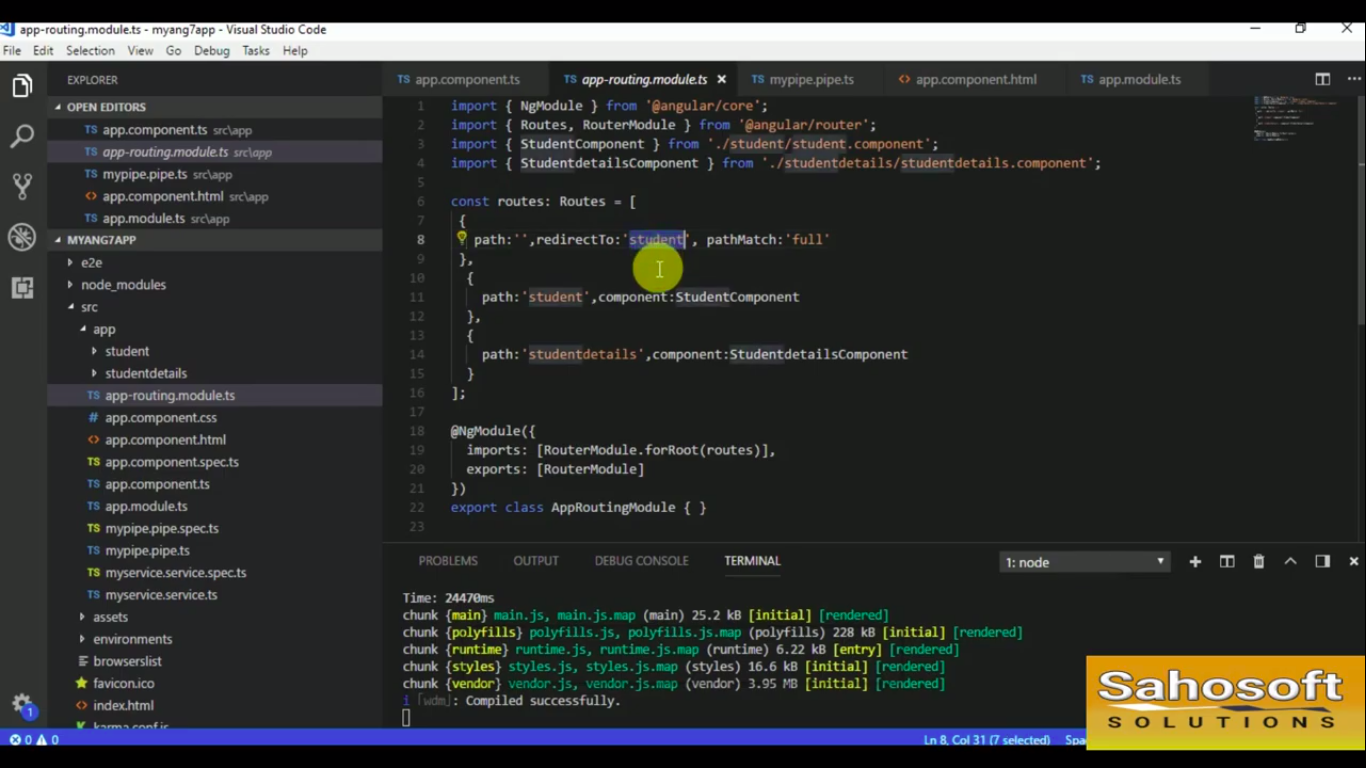 app-routing.module.ts - myang7app - Visual Studio Code
File Edit Selection View Go Debug Tasks Help
EXPLORER
OPEN EDITORS
TS app.component.ts src\app
TS app-routing.module.ts src\app
TS mypipe.pipe.ts src\app
<> app.component.html src\app
TS app.module.ts src\app
MYANG7APP
e2e
node_modules
src
app
student
studentdetails
TS app-routing.module.ts
# app.component.css
<> app.component.html
TS app.component.spec.ts
TS app.component.ts
TS app.module.ts
TS mypipe.pipe.spec.ts
TS mypipe.pipe.ts
TS myservice.service.spec.ts
TS myservice.service.ts
assets
environments
browserslist
favicon.ico
<> index.html
karma.conf.js
TS app.component.ts TS app-routing.module.ts TS mypipe.pipe.ts <> app.component.html TS app.module.ts
1 import { NgModule } from '@angular/core';
2 import { Routes, RouterModule } from '@angular/router';
3 import { StudentComponent } from './student/student.component';
4 import { StudentdetailsComponent } from './studentdetails/studentdetails.component';
5
6 const routes: Routes = [
7 {
8 path:'',redirectTo:'student', pathMatch:'full'
9 },
10 {
11 path:'student',component:StudentComponent
12 },
13 {
14 path:'studentdetails',component:StudentdetailsComponent
15 }
16 ];
17
18 @NgModule({
19 imports: [RouterModule.forRoot(routes)],
20 exports: [RouterModule]
21 })
22 export class AppRoutingModule { }
23
PROBLEMS OUTPUT DEBUG CONSOLE TERMINAL 1: node
Time: 24470ms
chunk {main} main.js, main.js.map (main) 25.2 kB [initial] [rendered]
chunk {polyfills} polyfills.js, polyfills.js.map (polyfills) 228 kB [initial] [rendered]
chunk {runtime} runtime.js, runtime.js.map (runtime) 6.22 kB [entry] [rendered]
chunk {styles} styles.js, styles.js.map (styles) 16.6 kB [initial] [rendered]
chunk {vendor} vendor.js, vendor.js.map (vendor) 3.95 MB [initial] [rendered]
i ｢wdm｣: Compiled successfully.
1
0 0 Ln 8, Col 31 (7 selected) Spa
Sahosoft
SOLUTIONS